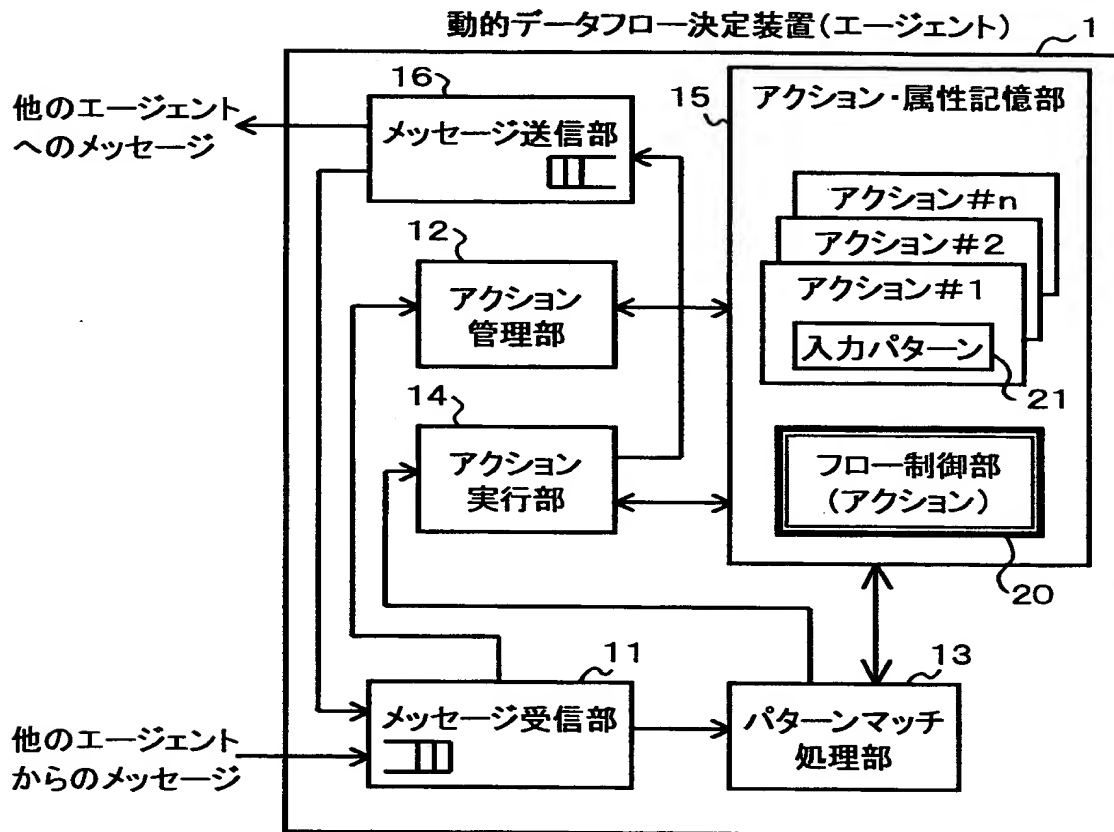 動的データフロー決定装置(エージェント)
1
他のエージェント
へのメッセージ
16
メッセージ送信部
15
アクション・属性記憶部
アクション#n
アクション#2
アクション#1
入力パターン
21
12
アクション
管理部
14
アクション
実行部
フロー制御部
(アクション)
20
11
メッセージ受信部
13
パターンマッチ
処理部
他のエージェント
からのメッセージ